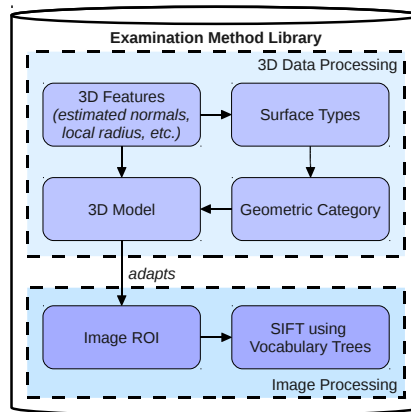 Examination Method Library
3D Data Processing
3D Features
(estimated normals,
local radius, etc.)
Surface Types
3D Model
Geometric Category
adapts
Image ROI
SIFT using
Vocabulary Trees
Image Processing